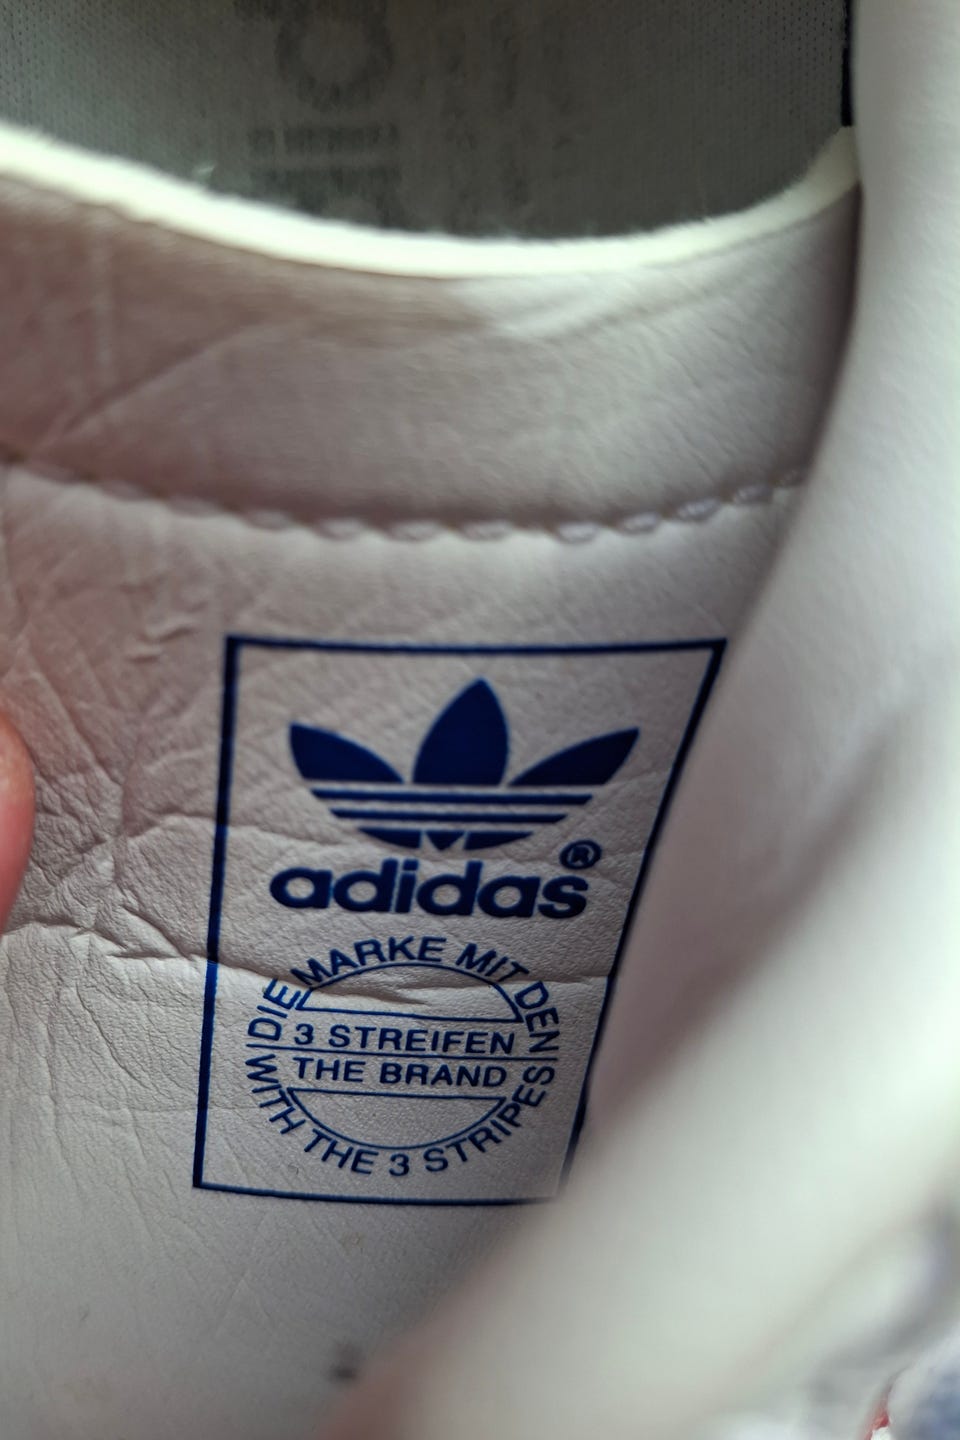 adidas®
DIE MARKE MIT DEN
3 STREIFEN
THE BRAND
WITH THE 3 STRIPES